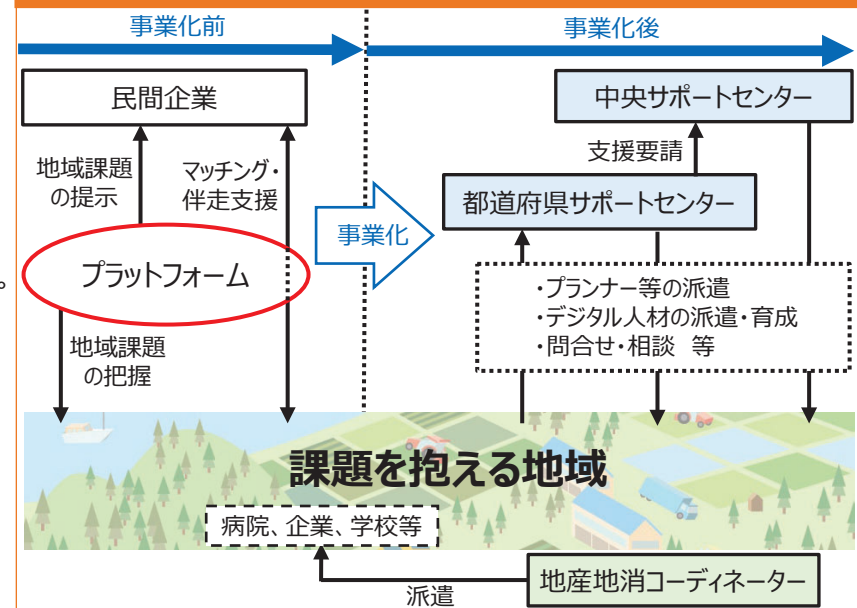 事業化前
事業化後
民間企業
中央サポートセンター
地域課題
の提示
マッチング・
伴走支援
支援要請
都道府県サポートセンター
事業化
プラットフォーム
。
・プランナー等の派遣
・デジタル人材の派遣・育成
・問合せ・相談 等
地域課題
の把握
課題を抱える地域
病院、企業、学校等
派遣
地産地消コーディネーター